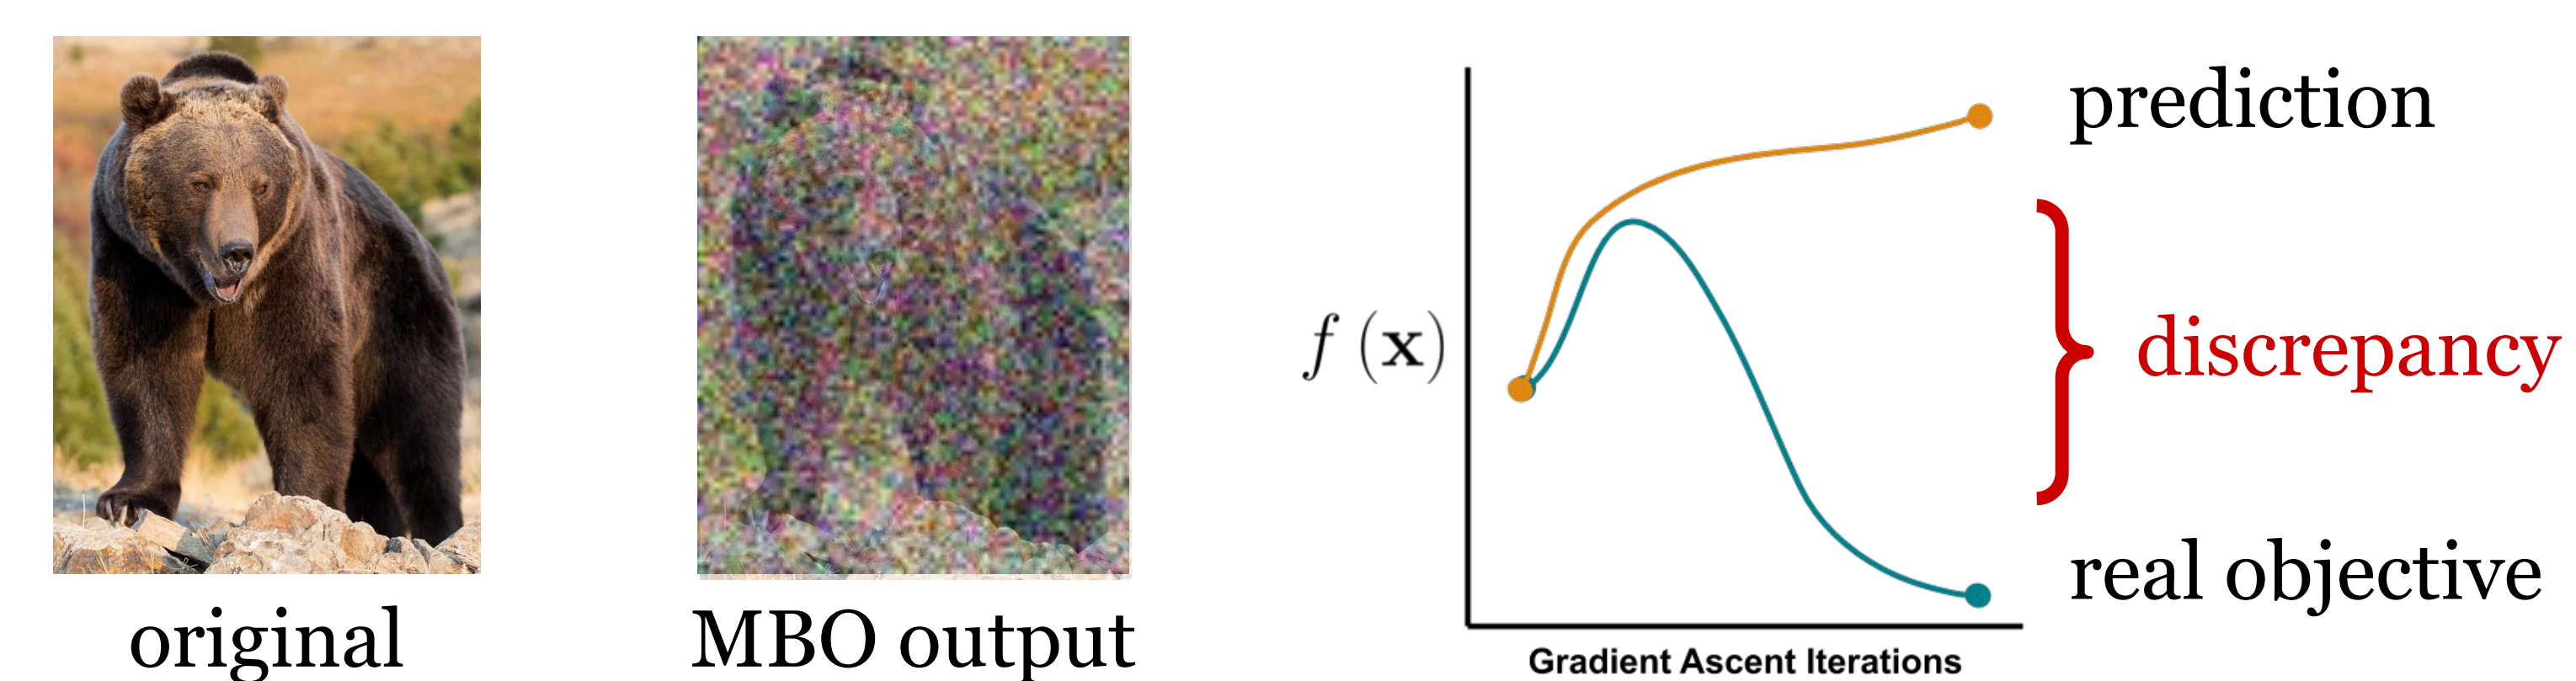 original
MBO output
f (x)
Gradient Ascent Iterations
prediction
discrepancy
real objective